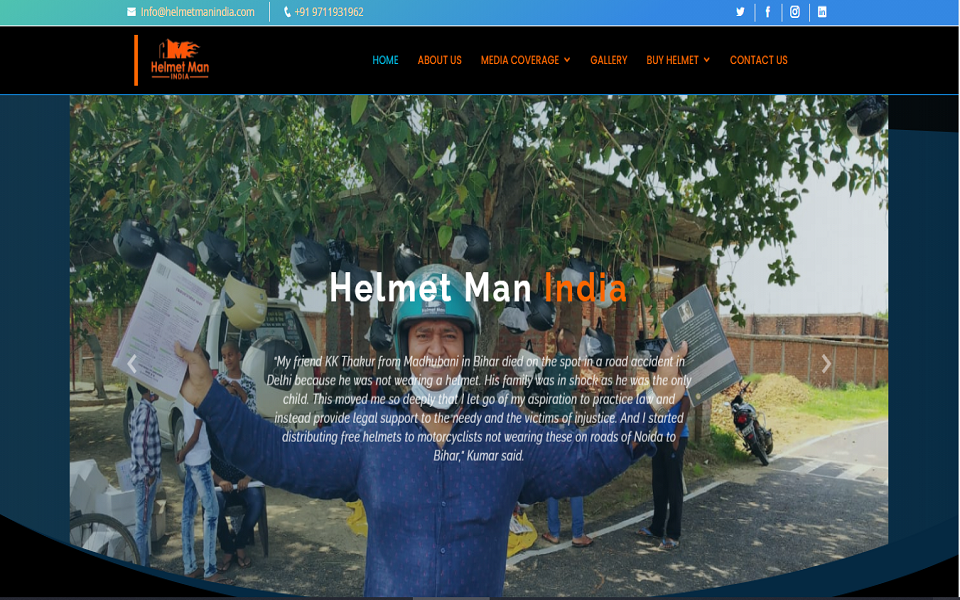 Info@helmetmanindia.com
+91 9711931962
Helmet Man
INDIA
HOME
ABOUT US
MEDIA COVERAGE
GALLERY
BUY HELMET
CONTACT US
Helmet Man India
"My friend KK Thakur from Madhubani in Bihar died on the spot in a road accident in
Delhi because he was not wearing a helmet. His family was in shock as he was the only
child. This moved me so deeply that I let go of my aspiration to practice law and
instead provide legal support to the needy and the victims of injustice. And I started
distributing free helmets to motorcyclists not wearing these on roads of Noida to
Bihar," Kumar said.